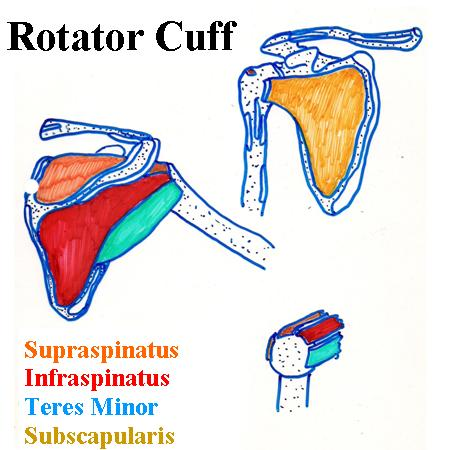 Rotator Cuff
Supraspinatus
Infraspinatus
Teres Minor
Subscapularis